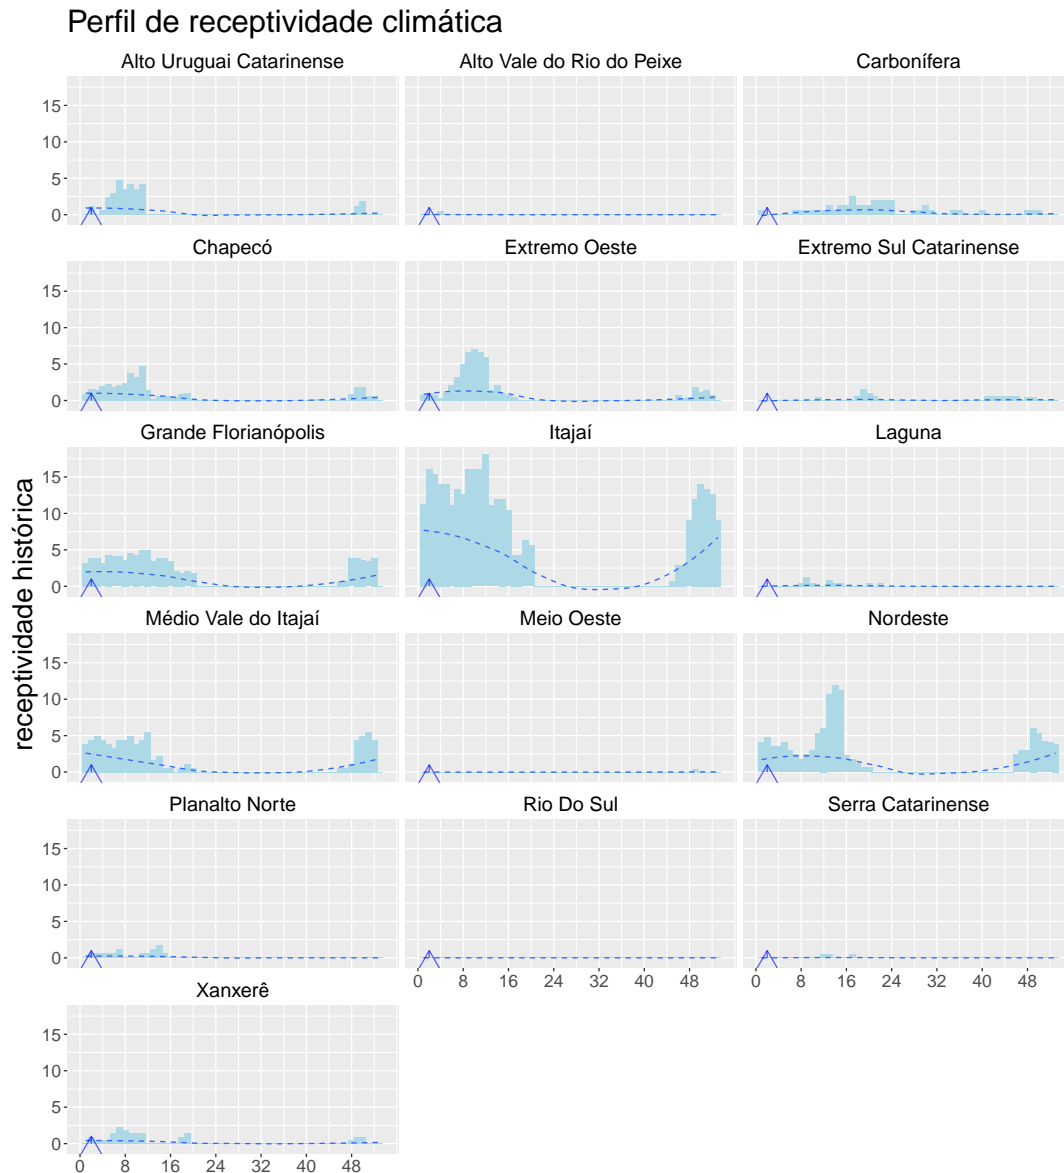 Perfil de receptividade climática
Alto Uruguai Catarinense
Alto Vale do Rio do Peixe
Carbonífera
15
10
5
0
Chapecó
Extremo Oeste
Extremo Sul Catarinense
15
10
5
0
Grande Florianópolis
Itajaí
Laguna
15
10
5
0
receptividade histórica
Médio Vale do Itajaí
Meio Oeste
Nordeste
15
10
5
0
Planalto Norte
Rio Do Sul
Serra Catarinense
15
10
5
0
0 8 16 24 32 40 48
0 8 16 24 32 40 48
Xanxerê
15
10
5
0
0 8 16 24 32 40 48